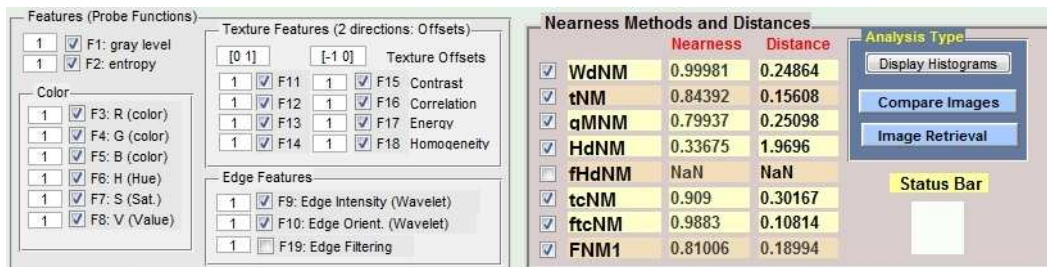 Features (Probe Functions)
1 F1: gray level
1 F2: entropy
Color
1 F3: R (color)
1 F4: G (color)
1 F5: B (color)
1 F6: H (Hue)
1 F7: S (Sat.)
1 F8: V (Value)
Texture Features (2 directions: Offsets)
[0 1] [-1 0] Texture Offsets
1 F11 1 F15 Contrast
1 F12 1 F16 Correlation
1 F13 1 F17 Energy
1 F14 1 F18 Homogeneity
Edge Features
1 F9: Edge Intensity (Wavelet)
1 F10: Edge Orient. (Wavelet)
1 F19: Edge Filtering
Nearness Methods and Distances
Nearness Distance
WdNM 0.99981 0.24864
tNM 0.84392 0.15608
qMNM 0.79937 0.25098
HdNM 0.33675 1.9696
fHdNM NaN NaN
tcNM 0.909 0.30167
ftcNM 0.9883 0.10814
FNM1 0.81006 0.18994
Analysis Type
Display Histograms
Compare Images
Image Retrieval
Status Bar